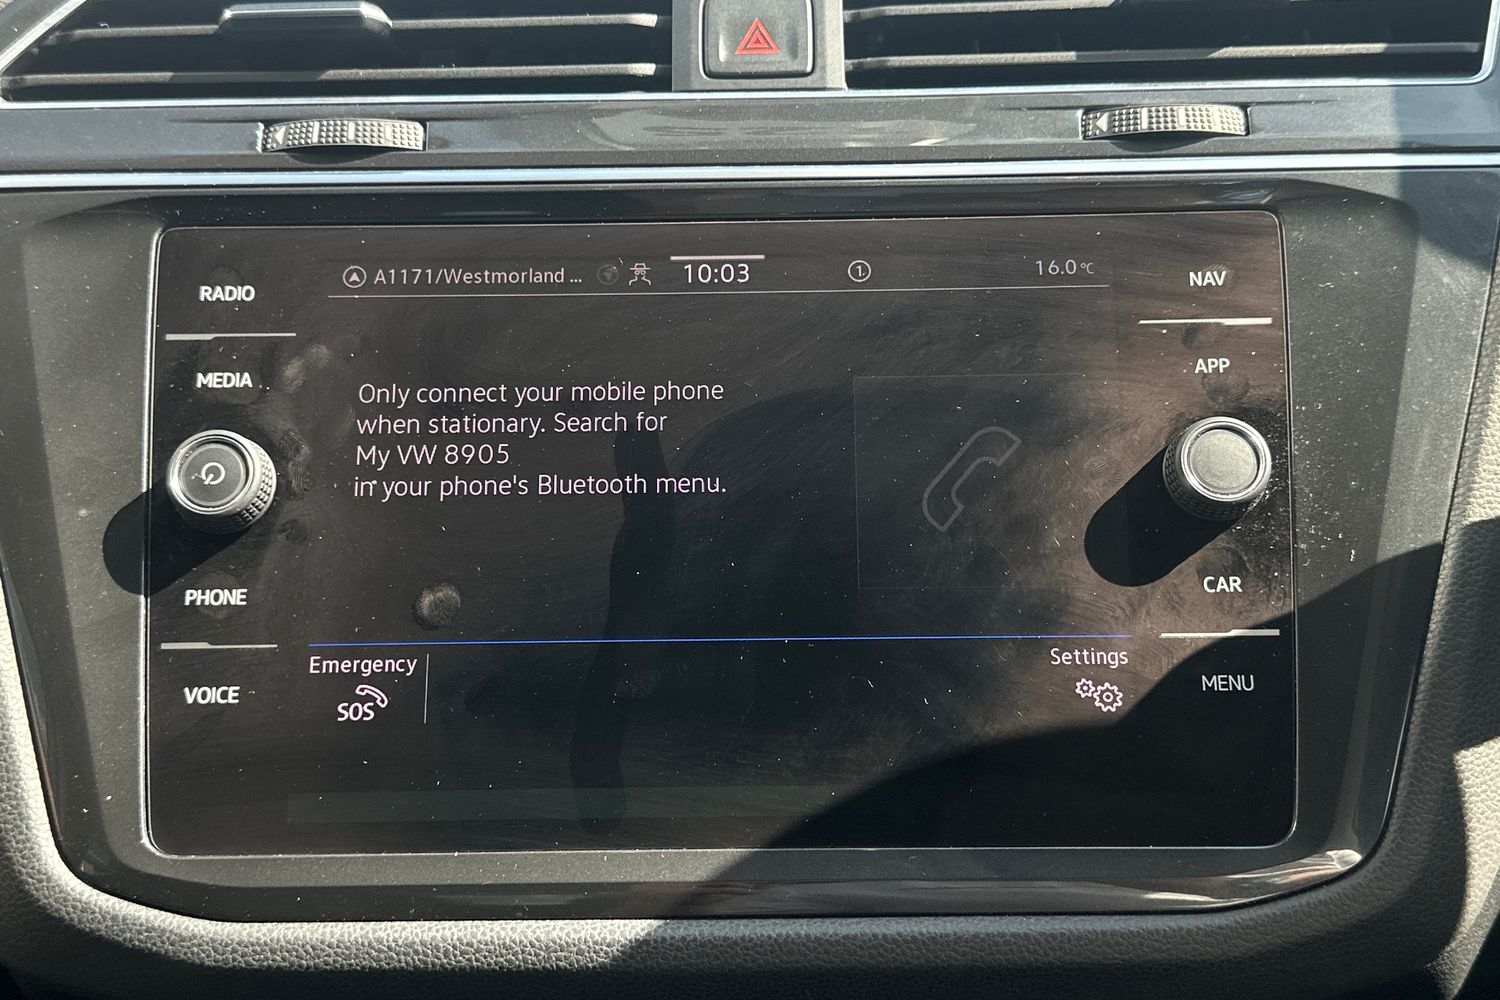 RADIO
MEDIA
PHONE
VOICE
A1171/Westmorland ...
10:03
1.
16.0°C
Only connect your mobile phone
when stationary. Search for
My VW 8905
in your phone's Bluetooth menu.
Emergency
SOS
Settings
NAV
APP
CAR
MENU